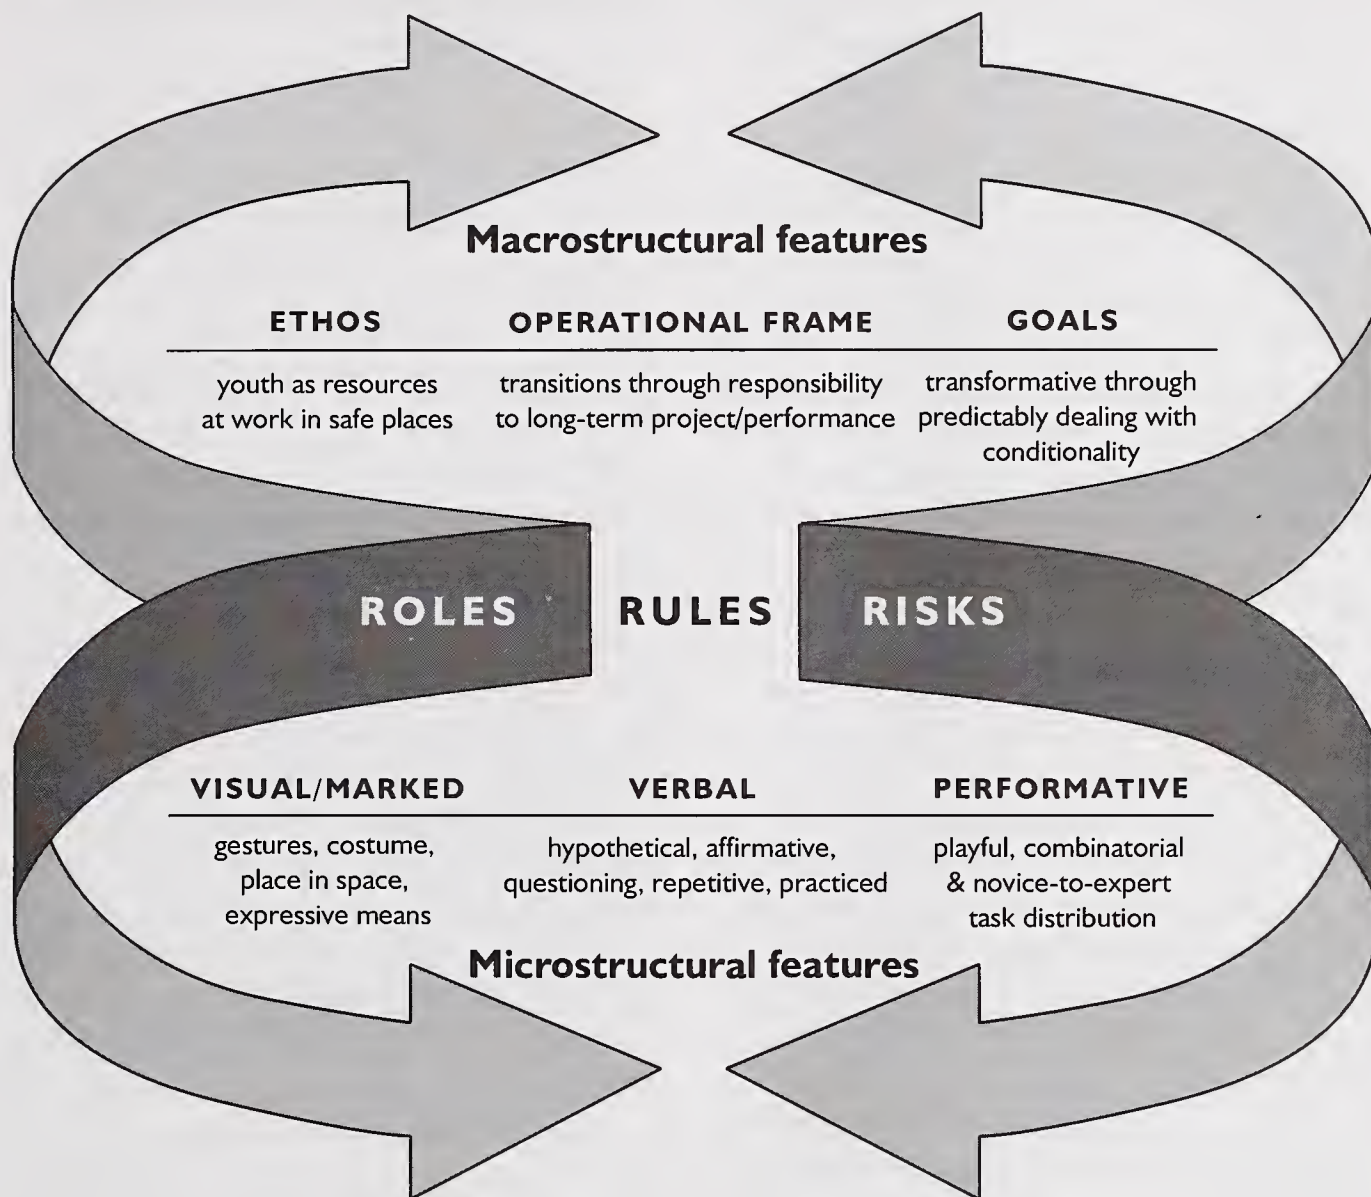 Macrostructural features
ETHOS OPERATIONAL FRAME GOALS
youth as resources
at work in safe places
transitions through responsibility
to long-term project/performance
transformative through
predictably dealing with
conditionality
ROLES RULES RISKS
VISUAL/MARKED VERBAL PERFORMATIVE
gestures, costume,
place in space,
expressive means
hypothetical, affirmative,
questioning, repetitive, practiced
playful, combinatorial
& novice-to-expert
task distribution
Microstructural features